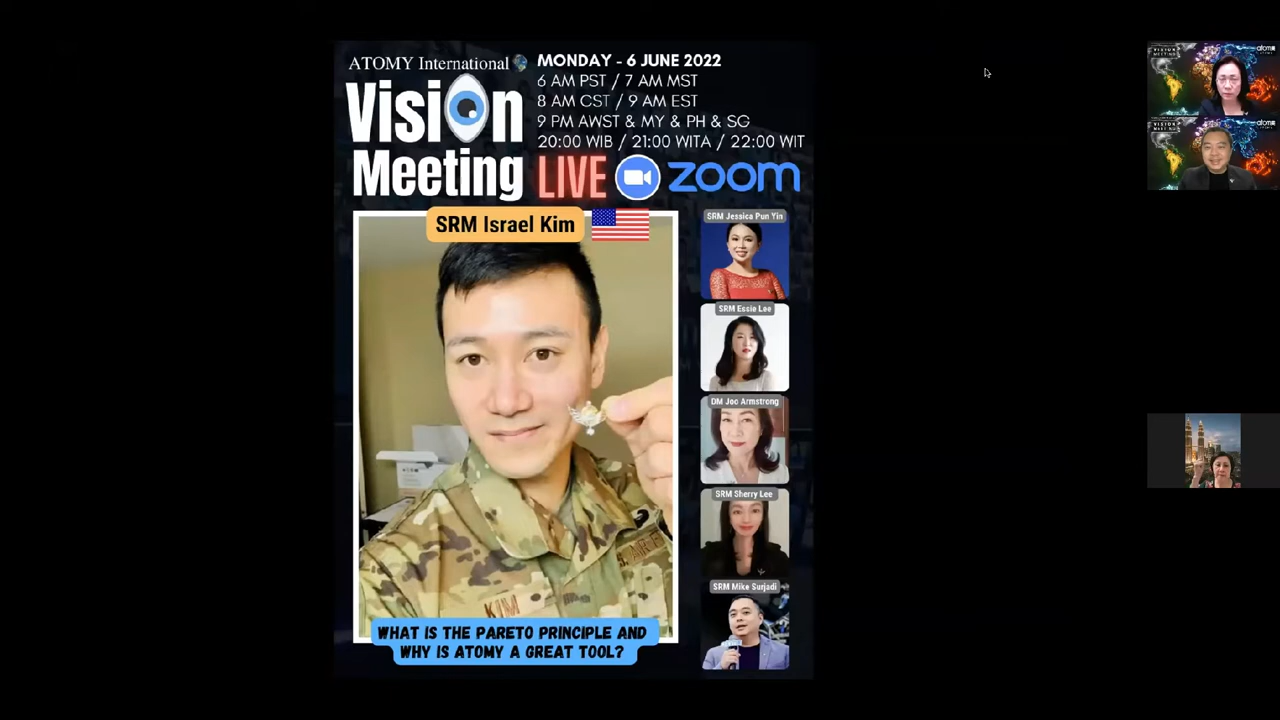 ATOMY International
Vision
Meeting
MONDAY - 6 JUNE 2022
6 AM PST / 7 AM MST
8 AM CST / 9 AM EST
9 PM AWST & MY & PH & SG
20:00 WIB / 21:00 WITA / 22:00 WIT
LIVE zoom
SRM Israel Kim
KIM
WHAT IS THE PARETO PRINCIPLE AND
WHY IS ATOMY A GREAT TOOL?
SRM Jessica Pun Yin
SRM Essie Lee
DM Joo Armstrong
SRM Sherry Lee
SRM Mike Surjadi